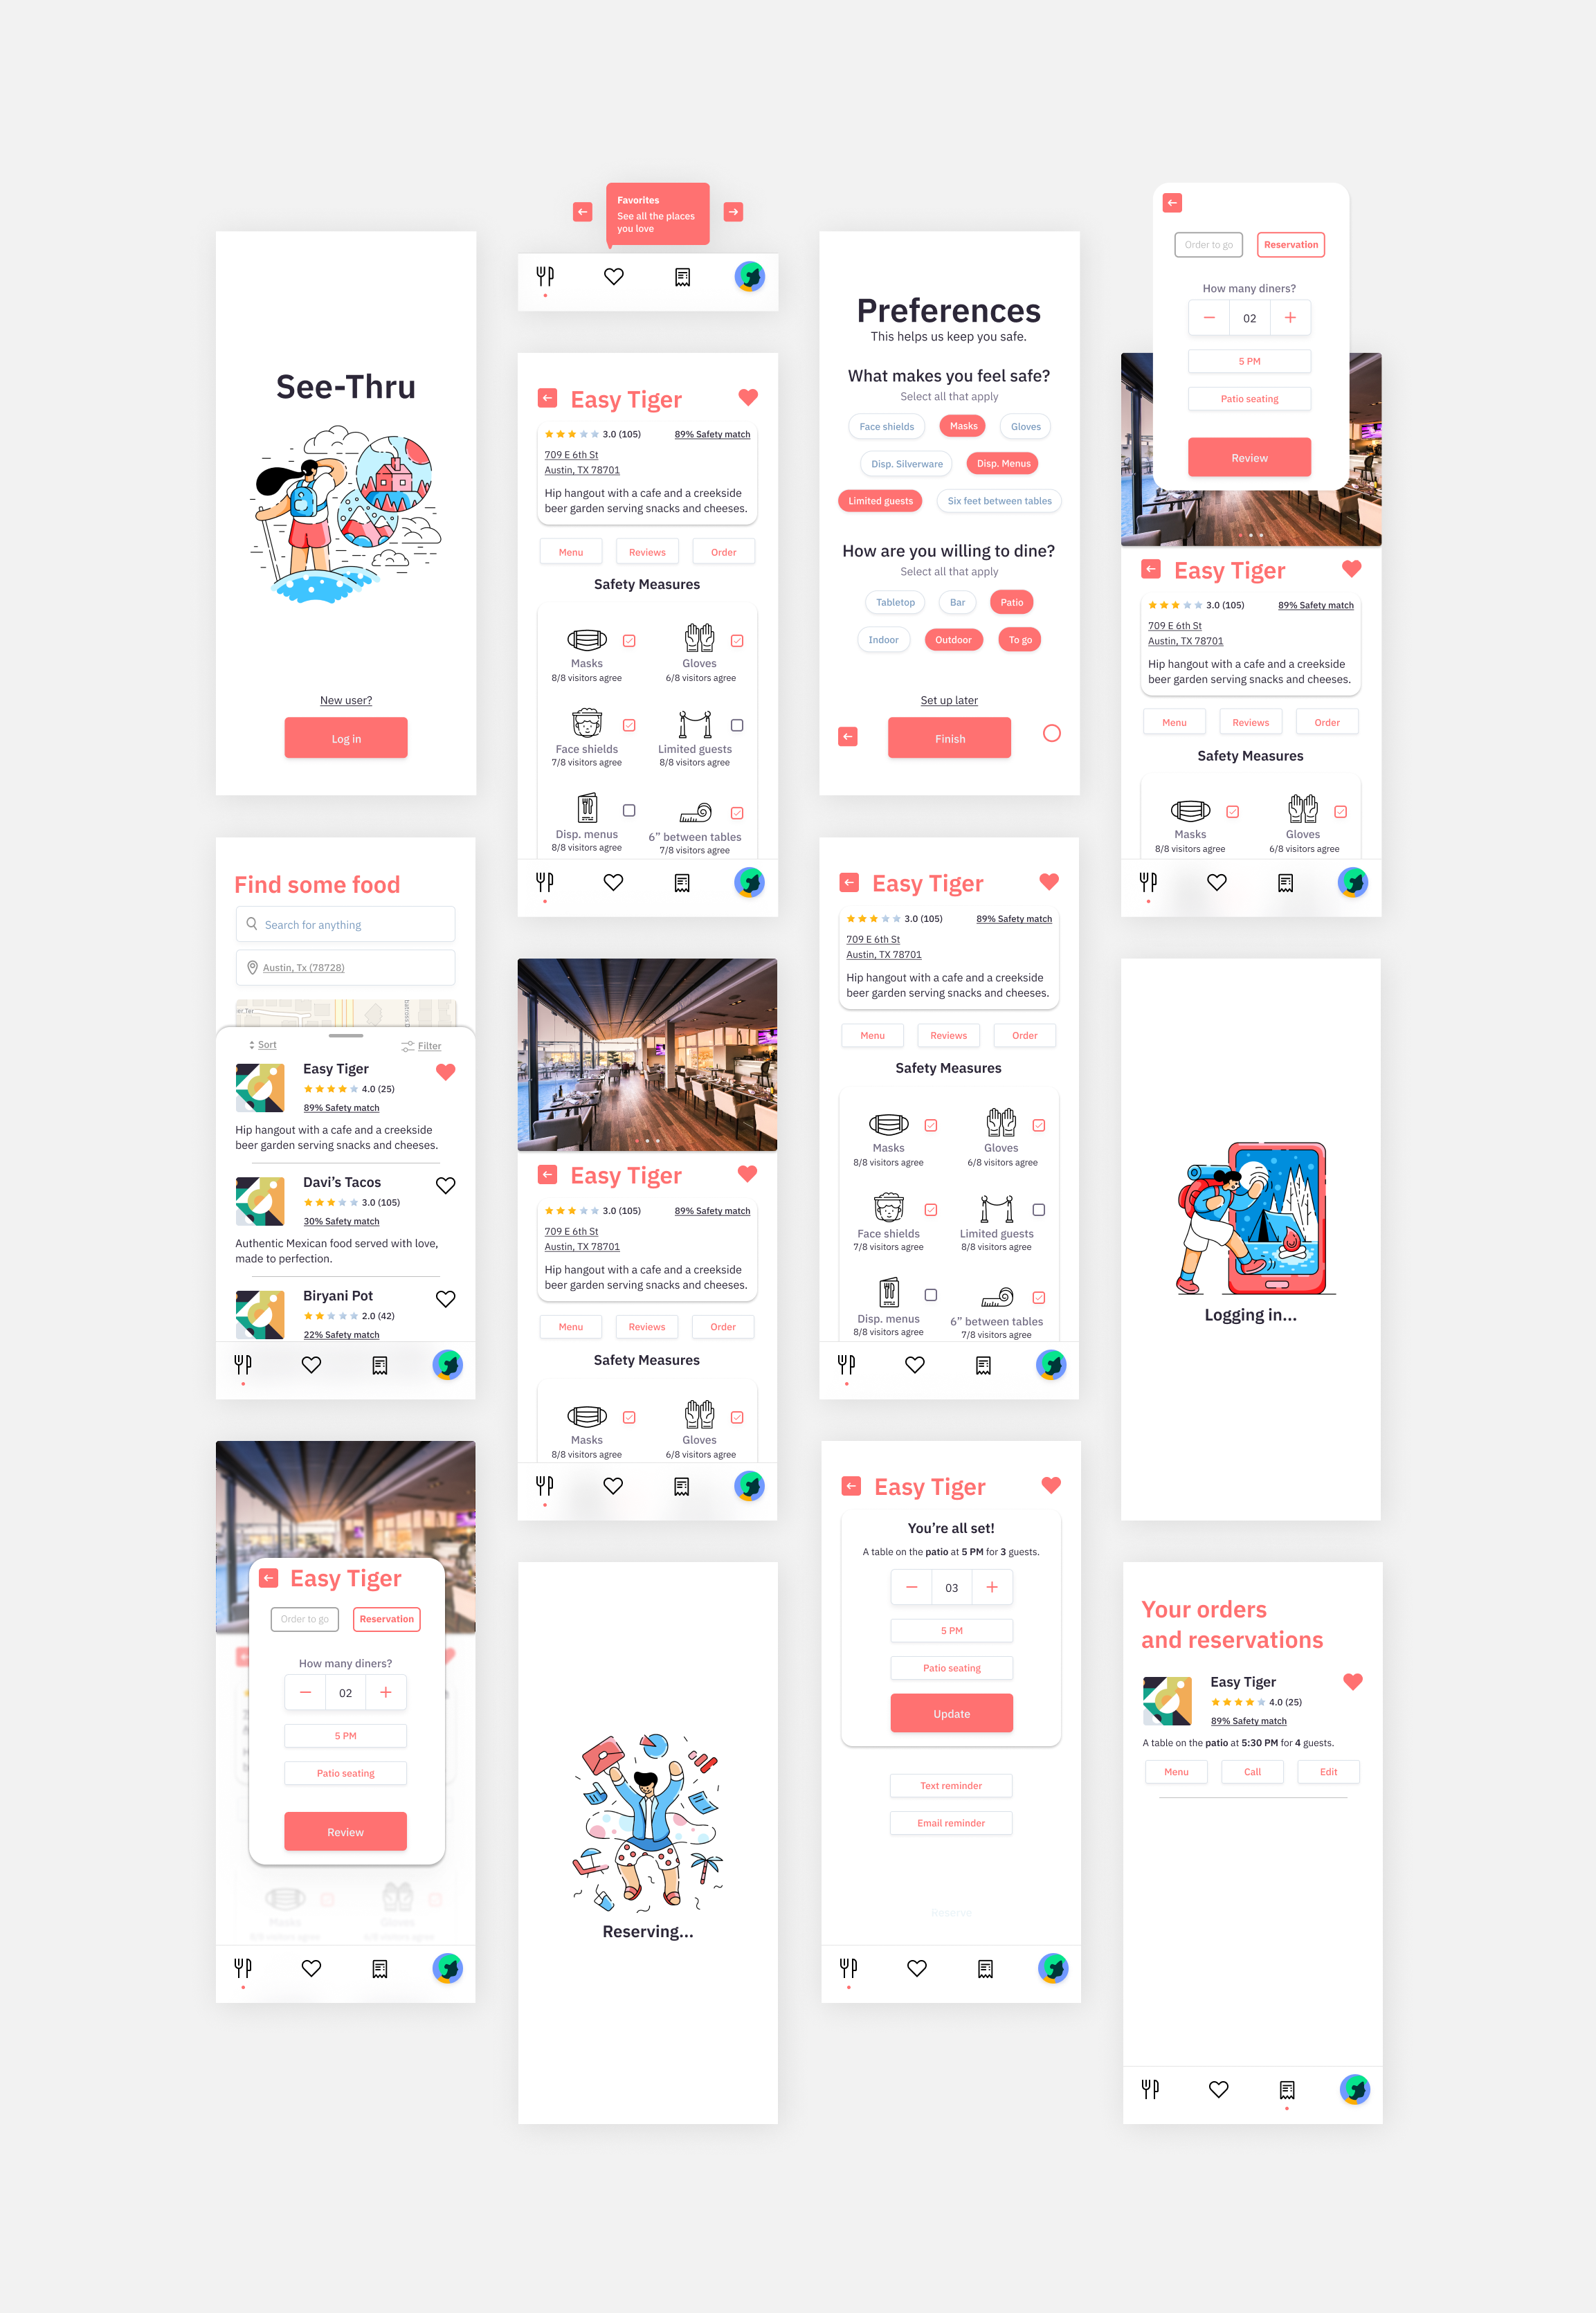 See-Thru
New user?
Log in
Find some food
Search for anything
Austin, Tx (78728)
Sort
Filter
Easy Tiger
4.0 (25)
89% Safety match
Hip hangout with a cafe and a creekside
beer garden serving snacks and cheeses.
Davi's Tacos
3.0 (105)
30% Safety match
Authentic Mexican food served with love,
made to perfection.
Biryani Pot
2.0 (42)
22% Safety match
Easy Tiger
Order to go
Reservation
How many diners?
02
5 PM
Patio seating
Review
Masks
Gloves
8/8 visitors agree
6/8 visitors agree
Favorites
See all the places
you love
Easy Tiger
3.0 (105)
89% Safety match
709 E 6th St
Austin, TX 78701
Hip hangout with a cafe and a creekside
beer garden serving snacks and cheeses.
Menu
Reviews
Order
Safety Measures
Masks
Gloves
8/8 visitors agree
6/8 visitors agree
Face shields
Limited guests
7/8 visitors agree
8/8 visitors agree
Disp. menus
6” between tables
8/8 visitors agree
7/8 visitors agree
Easy Tiger
3.0 (105)
89% Safety match
709 E 6th St
Austin, TX 78701
Hip hangout with a cafe and a creekside
beer garden serving snacks and cheeses.
Menu
Reviews
Order
Safety Measures
Masks
Gloves
8/8 visitors agree
6/8 visitors agree
Reserving...
Preferences
This helps us keep you safe.
What makes you feel safe?
Select all that apply
Face shields
Masks
Gloves
Disp. Silverware
Disp. Menus
Limited guests
Six feet between tables
How are you willing to dine?
Select all that apply
Tabletop
Bar
Patio
Indoor
Outdoor
To go
Set up later
Finish
Easy Tiger
3.0 (105)
89% Safety match
709 E 6th St
Austin, TX 78701
Hip hangout with a cafe and a creekside
beer garden serving snacks and cheeses.
Menu
Reviews
Order
Safety Measures
Masks
Gloves
8/8 visitors agree
6/8 visitors agree
Face shields
Limited guests
7/8 visitors agree
8/8 visitors agree
Disp. menus
6” between tables
8/8 visitors agree
7/8 visitors agree
Easy Tiger
You’re all set!
A table on the patio at 5 PM for 3 guests.
03
5 PM
Patio seating
Update
Text reminder
Email reminder
Reserve
Order to go
Reservation
How many diners?
02
5 PM
Patio seating
Review
Easy Tiger
3.0 (105)
89% Safety match
709 E 6th St
Austin, TX 78701
Hip hangout with a cafe and a creekside
beer garden serving snacks and cheeses.
Menu
Reviews
Order
Safety Measures
Masks
Gloves
8/8 visitors agree
6/8 visitors agree
Logging in...
Your orders
and reservations
Easy Tiger
4.0 (25)
89% Safety match
A table on the patio at 5:30 PM for 4 guests.
Menu
Call
Edit